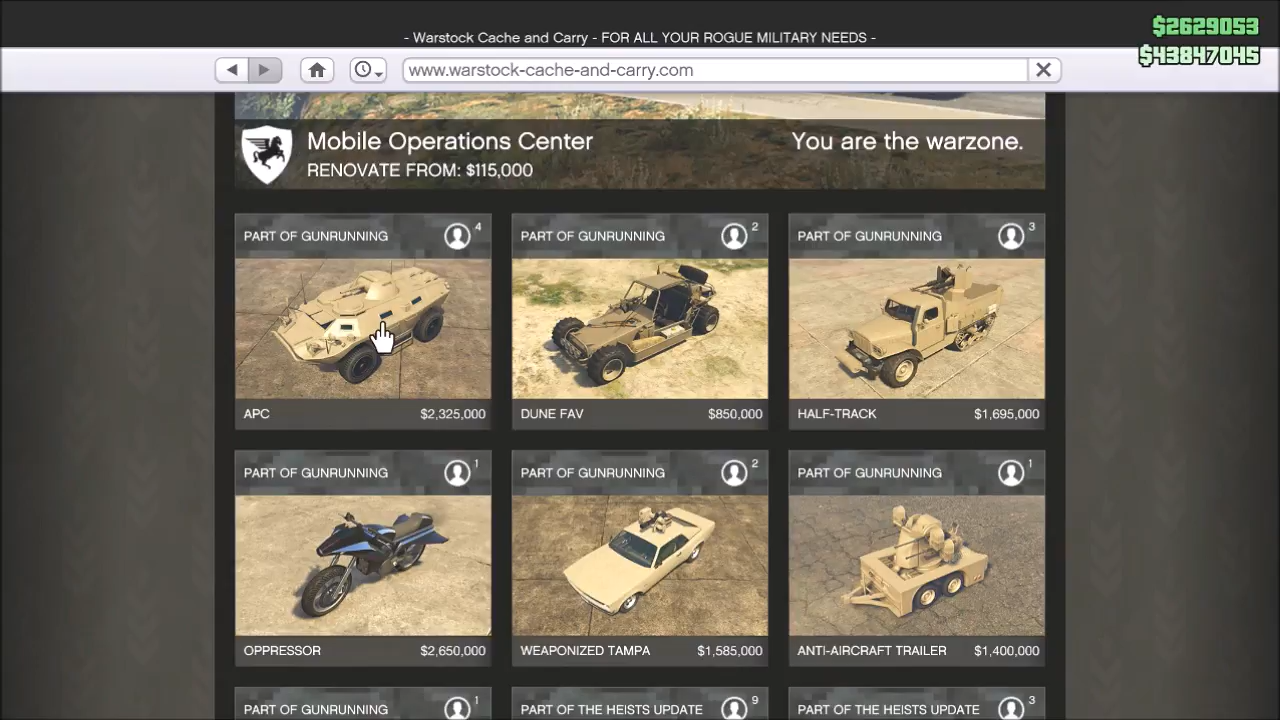 - Warstock Cache and Carry - FOR ALL YOUR ROGUE MILITARY NEEDS -
$2629053
$43847045
www.warstock-cache-and-carry.com
Mobile Operations Center
You are the warzone.
RENOVATE FROM: $115,000
PART OF GUNRUNNING 4
PART OF GUNRUNNING 2
PART OF GUNRUNNING 3
APC $2,325,000
DUNE FAV $850,000
HALF-TRACK $1,695,000
PART OF GUNRUNNING 1
PART OF GUNRUNNING 2
PART OF GUNRUNNING 1
OPPRESSOR $2,650,000
WEAPONIZED TAMPA $1,585,000
ANTI-AIRCRAFT TRAILER $1,400,000
PART OF GUNRUNNING 1
PART OF THE HEISTS UPDATE 9
PART OF THE HEISTS UPDATE 3